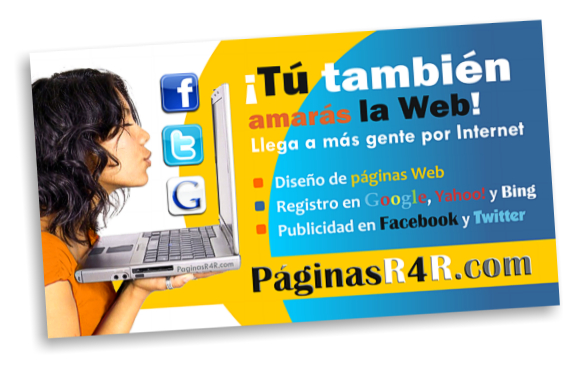 ¡Tú también
amarás la Web!
Llega a más gente por Internet
Diseño de páginas Web
Registro en Google, Yahoo! y Bing
Publicidad en Facebook y Twitter
PáginasR4R.com
f
t
G
PaginasR4R.com